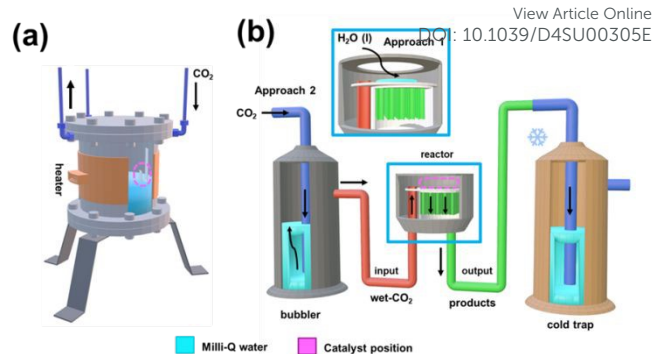 View Article Online
DOI: 10.1039/D4SU00305E
(a)
CO2
heater
(b)
H2O (l)
Approach 1
Approach 2
CO2
reactor
input
output
wet-CO2
products
bubbler
cold trap
Milli-Q water
Catalyst position